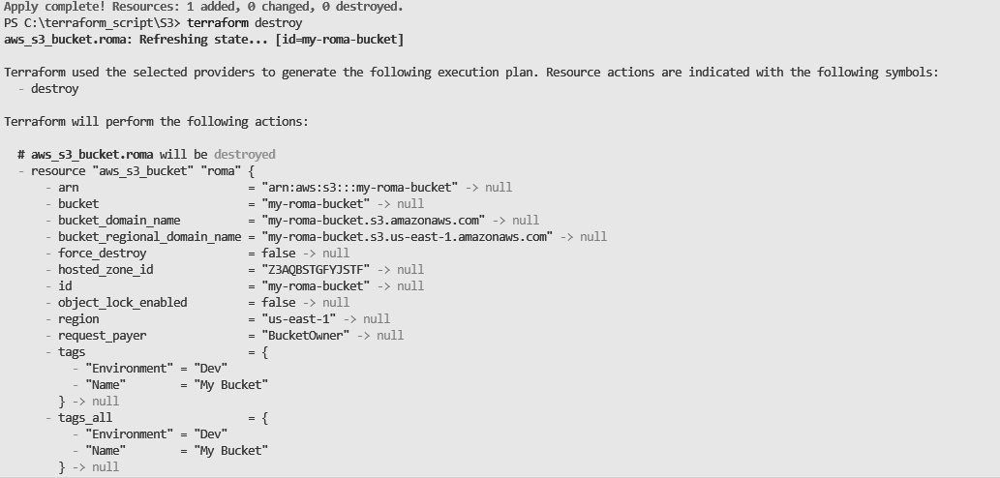 Apply complete! Resources: 1 added, 0 changed, 0 destroyed.
PS C:\terraform_script\S3> terraform destroy
aws_s3_bucket.roma: Refreshing state... [id=my-roma-bucket]
Terraform used the selected providers to generate the following execution plan. Resource actions are indicated with the following symbols:
- destroy
Terraform will perform the following actions:
# aws_s3_bucket.roma will be destroyed
- resource "aws_s3_bucket" "roma" {
- arn = "arn:aws:s3:::my-roma-bucket" -> null
- bucket = "my-roma-bucket" -> null
- bucket_domain_name = "my-roma-bucket.s3.amazonaws.com" -> null
- bucket_regional_domain_name = "my-roma-bucket.s3.us-east-1.amazonaws.com" -> null
- force_destroy = false -> null
- hosted_zone_id = "Z3AQBSTGFYJSTF" -> null
- id = "my-roma-bucket" -> null
- object_lock_enabled = false -> null
- region = "us-east-1" -> null
- request_payer = "BucketOwner" -> null
- tags = {
- "Environment" = "Dev"
- "Name" = "My Bucket"
} -> null
- tags_all = {
- "Environment" = "Dev"
- "Name" = "My Bucket"
} -> null